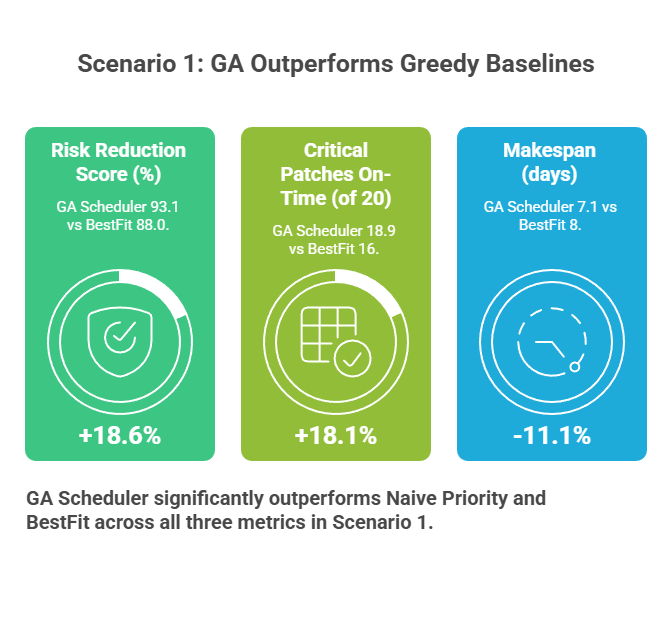 Scenario 1: GA Outperforms Greedy Baselines
Risk Reduction
Score (%)
GA Scheduler 93.1
vs BestFit 88.0.
+18.6%
Critical
Patches On-
Time (of 20)
GA Scheduler 18.9
vs BestFit 16.
+18.1%
Makespan
(days)
GA Scheduler 7.1 vs
BestFit 8.
-11.1%
GA Scheduler significantly outperforms Naive Priority and
BestFit across all three metrics in Scenario 1.